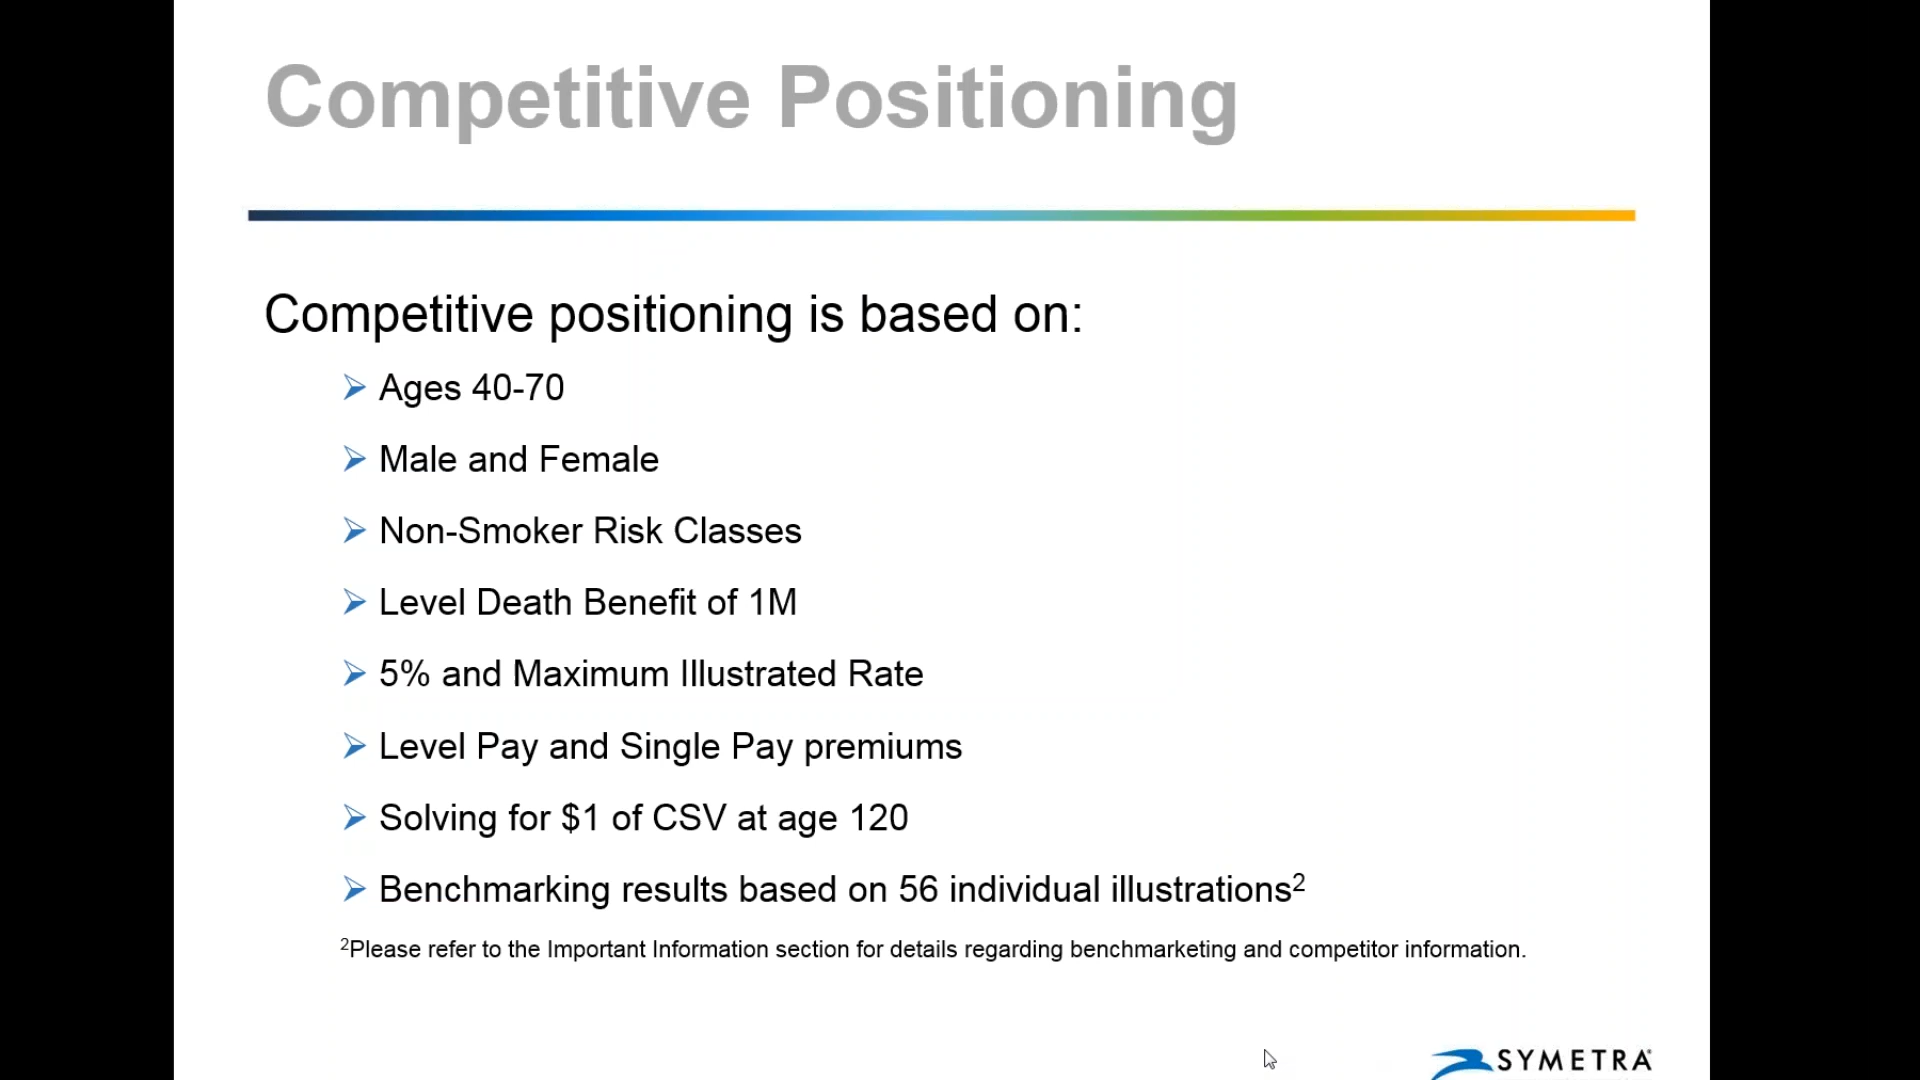 Competitive Positioning
Competitive positioning is based on:
Ages 40-70
Male and Female
Non-Smoker Risk Classes
Level Death Benefit of 1M
5% and Maximum Illustrated Rate
Level Pay and Single Pay premiums
Solving for $1 of CSV at age 120
Benchmarking results based on 56 individual illustrations²
²Please refer to the Important Information section for details regarding benchmarketing and competitor information.
SYMETRA